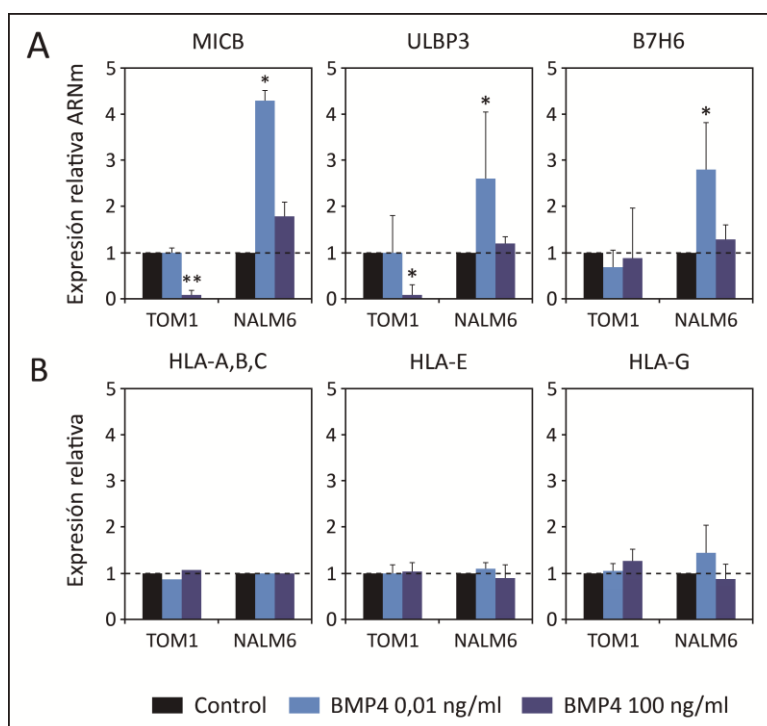 A
MICB ULBP3 B7H6
Expresión relativa ARNm
5 4 3 2 1 0
* ** * * *
5 4 3 2 1 0
5 4 3 2 1 0
TOM1 NALM6 TOM1 NALM6 TOM1 NALM6
B
HLA-A,B,C HLA-E HLA-G
Expresión relativa
5 4 3 2 1 0
5 4 3 2 1 0
5 4 3 2 1 0
TOM1 NALM6 TOM1 NALM6 TOM1 NALM6
Control BMP4 0,01 ng/ml BMP4 100 ng/ml